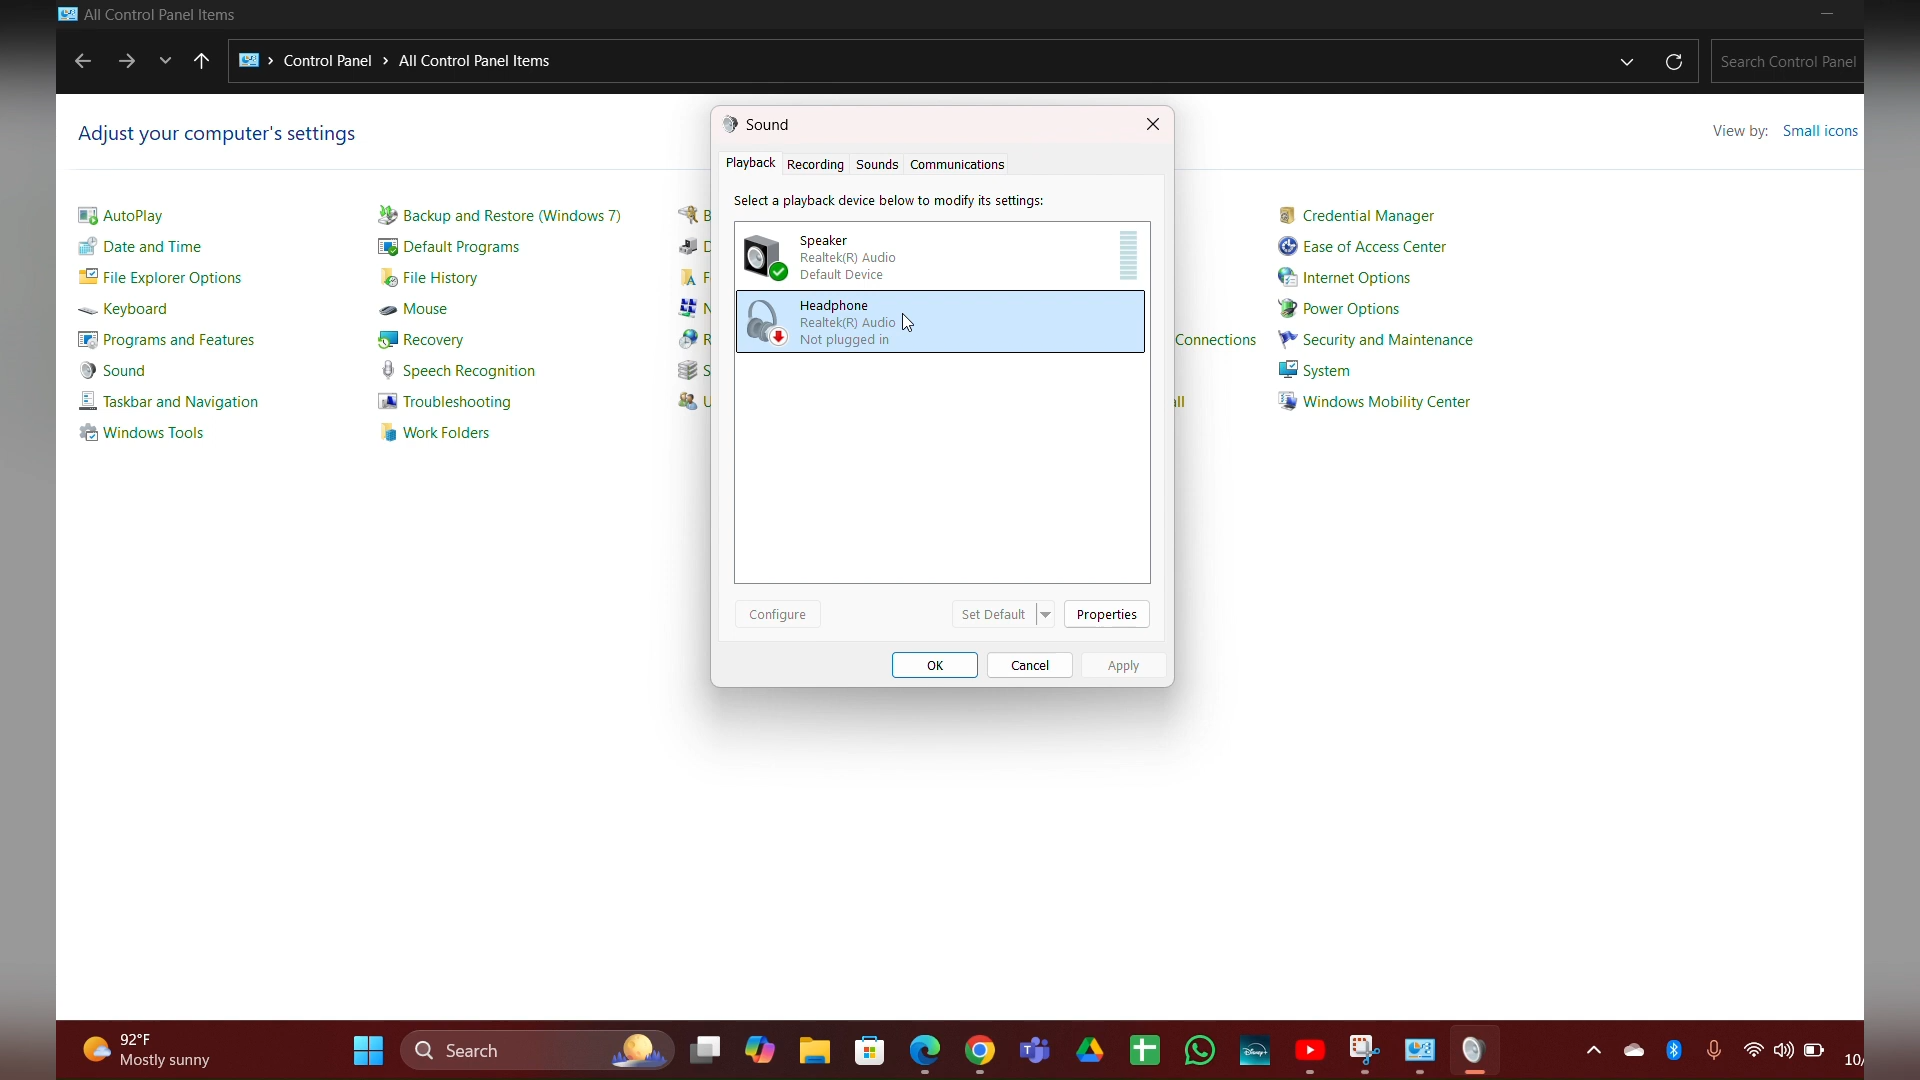 All Control Panel Items
Control Panel > All Control Panel Items
Search Control Panel
Adjust your computer's settings
View by: Small icons
AutoPlay
Date and Time
File Explorer Options
Keyboard
Programs and Features
Sound
Taskbar and Navigation
Windows Tools
Backup and Restore (Windows 7)
Default Programs
File History
Mouse
Recovery
Speech Recognition
Troubleshooting
Work Folders
Sound
Playback Recording Sounds Communications
Select a playback device below to modify its settings:
Speaker
Realtek(R) Audio
Default Device
Headphone
Realtek(R) Audio
Not plugged in
Configure Set Default Properties
OK Cancel Apply
Connections
Credential Manager
Ease of Access Center
Internet Options
Power Options
Security and Maintenance
System
Windows Mobility Center
92°F
Mostly sunny
Search
Disney+
10/